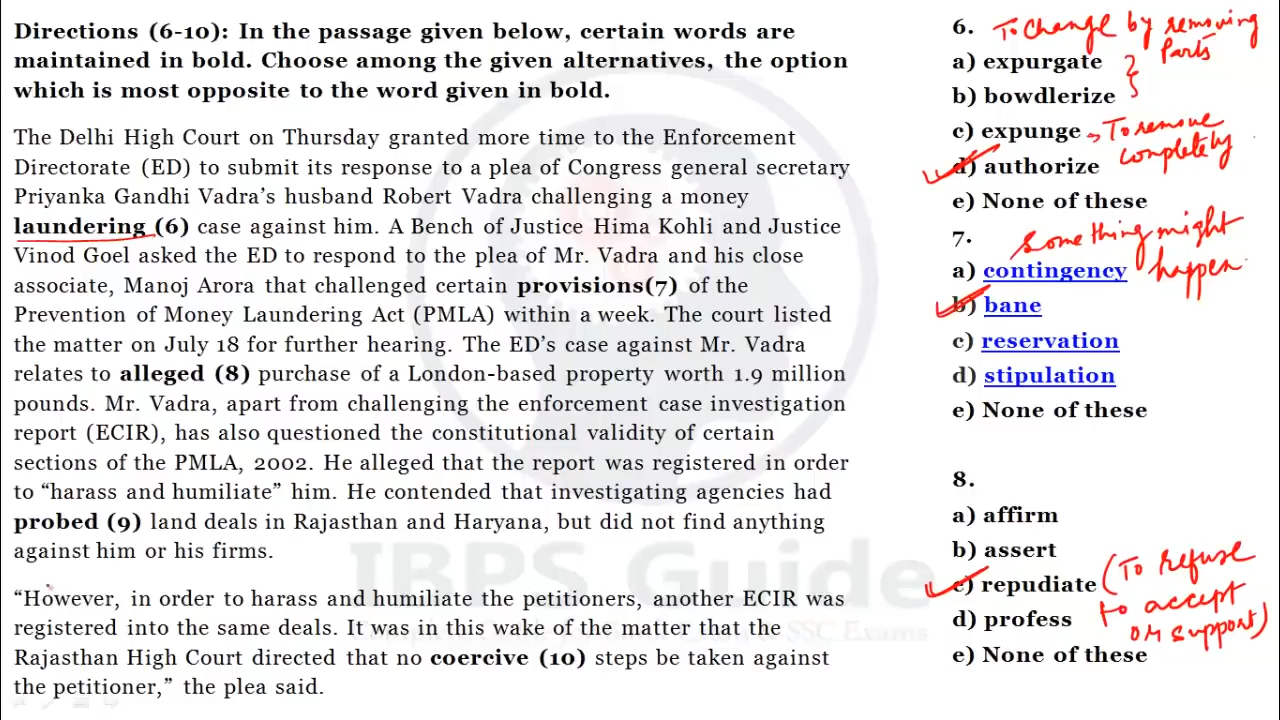 Directions (6-10): In the passage given below, certain words are
maintained in bold. Choose among the given alternatives, the option
which is most opposite to the word given in bold.
The Delhi High Court on Thursday granted more time to the Enforcement
Directorate (ED) to submit its response to a plea of Congress general secretary
Priyanka Gandhi Vadra's husband Robert Vadra challenging a money
laundering (6) case against him. A Bench of Justice Hima Kohli and Justice
Vinod Goel asked the ED to respond to the plea of Mr. Vadra and his close
associate, Manoj Arora that challenged certain provisions(7) of the
Prevention of Money Laundering Act (PMLA) within a week. The court listed
the matter on July 18 for further hearing. The ED's case against Mr. Vadra
relates to alleged (8) purchase of a London-based property worth 1.9 million
pounds. Mr. Vadra, apart from challenging the enforcement case investigation
report (ECIR), has also questioned the constitutional validity of certain
sections of the PMLA, 2002. He alleged that the report was registered in order
to "harass and humiliate" him. He contended that investigating agencies had
probed (9) land deals in Rajasthan and Haryana, but did not find anything
against him or his firms.
"However, in order to harass and humiliate the petitioners, another ECIR was
registered into the same deals. It was in this wake of the matter that the
Rajasthan High Court directed that no coercive (10) steps be taken against
the petitioner," the plea said.
6. To change by removing
Parts
a) expurgate
b) bowdlerize
c) expunge → To remove
completely
d) authorize
e) None of these
7. Something might
happen
a) contingency
b) bane
c) reservation
d) stipulation
e) None of these
8.
a) affirm
b) assert
c) repudiate (To refuse
to accept
or support)
d) profess
e) None of these
IBPS Guide